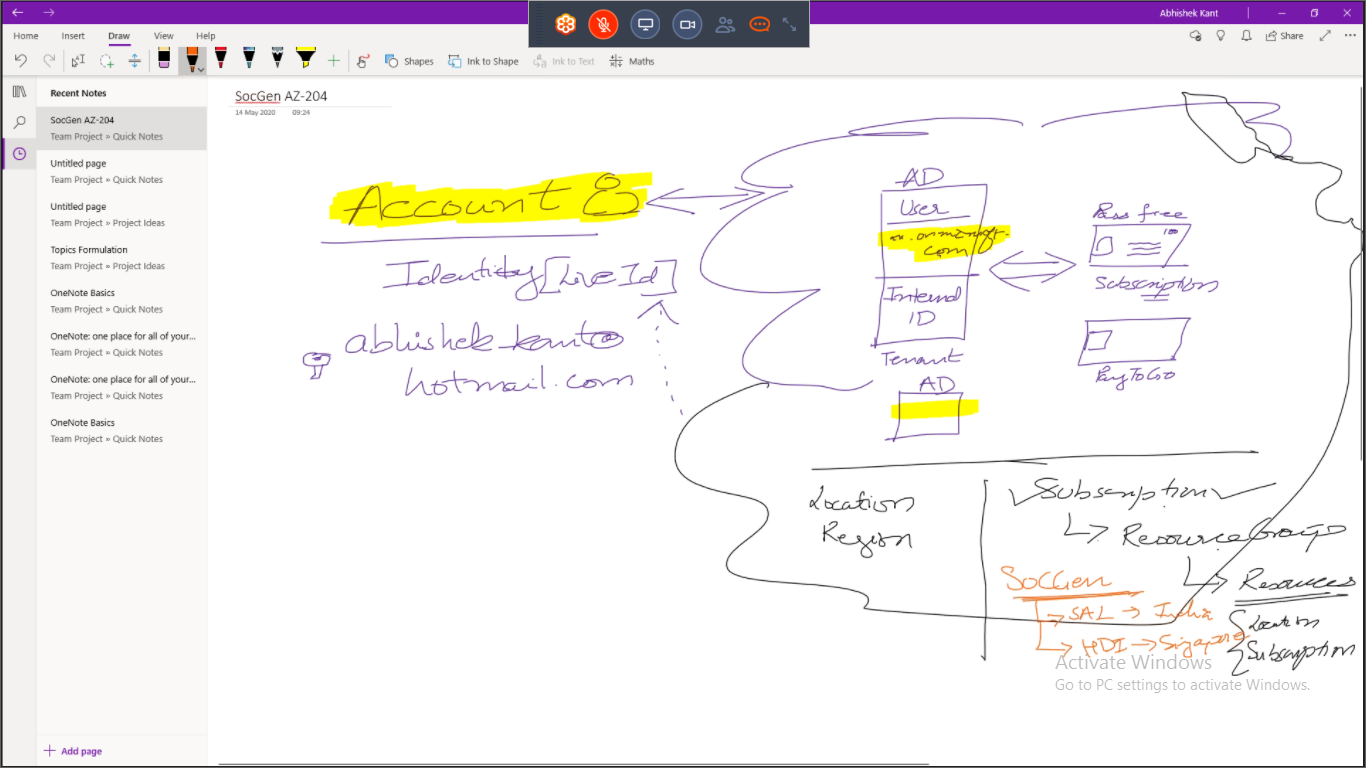 Abhishek Kant
Home Insert Draw View Help
Share
Shapes
Ink to Shape
Ink to Text
Maths
Recent Notes
SocGen AZ-204
Team Project » Quick Notes
Untitled page
Team Project » Quick Notes
Untitled page
Team Project » Project Ideas
Topics Formulation
Team Project » Project Ideas
OneNote Basics
Team Project » Quick Notes
OneNote: one place for all of your...
Team Project » Quick Notes
OneNote: one place for all of your...
Team Project » Quick Notes
OneNote Basics
Team Project » Quick Notes
Add page
SocGen AZ-204
14 May 2020 09:24
Account
Identity [Live Id]
abhishek_kant@
hotmail.com
AD
User
com
Internal
ID
Tenant
AD
Pass free
100
Subscription
PayToGo
Location
Region
Subscription
Resource Group
Resources
Location
Subscription
SocGen
SAL → India
HDI → Singapore
Activate Windows
Go to PC settings to activate Windows.